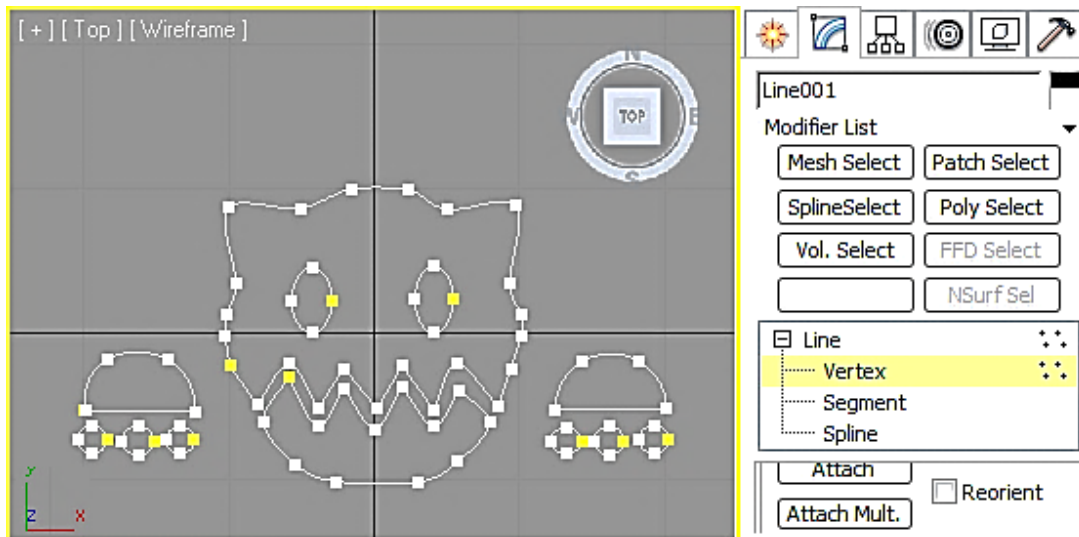 [ + ] [ Top ] [ Wireframe ]
N
W
TOP
E
S
y
z
x
Line001
Modifier List
Mesh Select
Patch Select
SplineSelect
Poly Select
Vol. Select
FFD Select
NSurf Sel
Line
Vertex
Segment
Spline
Attach
Reorient
Attach Mult.